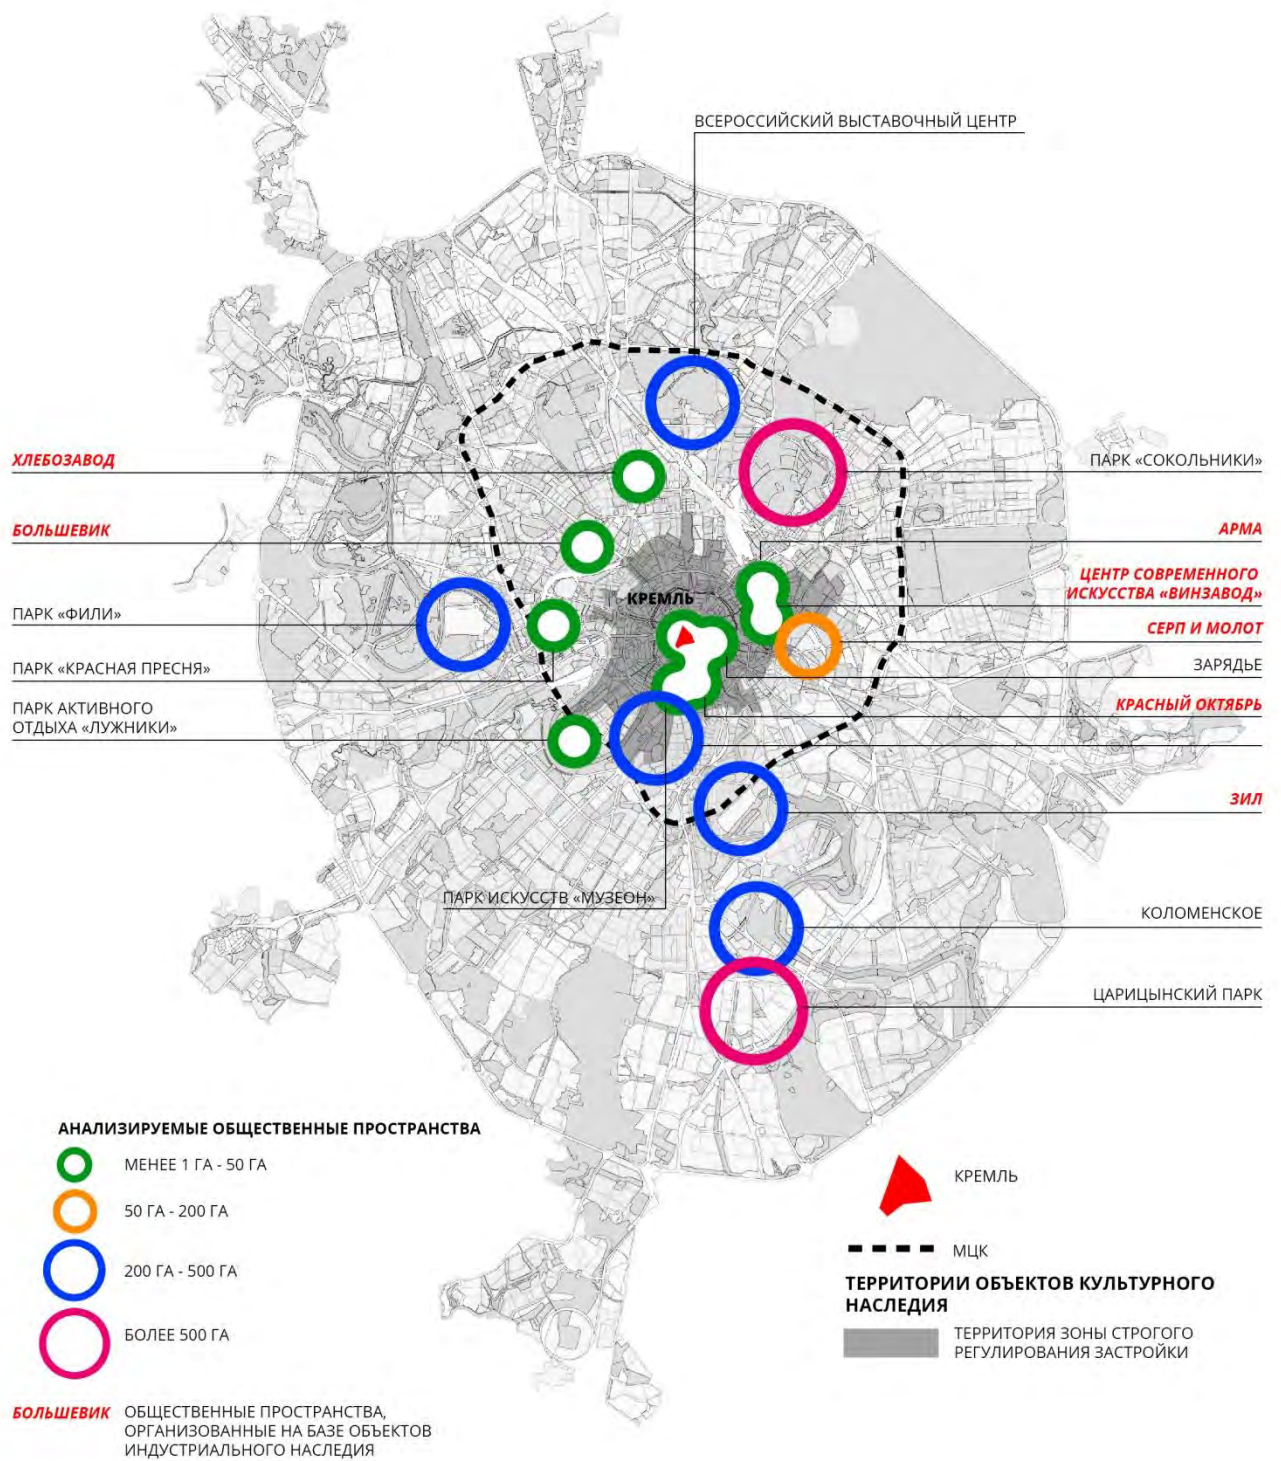 ВСЕРОССИЙСКИЙ ВЫСТАВОЧНЫЙ ЦЕНТР
ХЛЕБОЗАВОД
ПАРК «СОКОЛЬНИКИ»
БОЛЬШЕВИК
АРМА
ЦЕНТР СОВРЕМЕННОГО
ИСКУССТВА «ВИНЗАВОД»
КРЕМЛЬ
ПАРК «ФИЛИ»
СЕРП И МОЛОТ
ПАРК «КРАСНАЯ ПРЕСНЯ»
ЗАРЯДЬЕ
ПАРК АКТИВНОГО
ОТДЫХА «ЛУЖНИКИ»
КРАСНЫЙ ОКТЯБРЬ
ЗИЛ
ПАРК ИСКУССТВ «МУЗЕОН»
КОЛОМЕНСКОЕ
ЦАРИЦЫНСКИЙ ПАРК
АНАЛИЗИРУЕМЫЕ ОБЩЕСТВЕННЫЕ ПРОСТРАНСТВА
МЕНЕЕ 1 ГА - 50 ГА
50 ГА - 200 ГА
200 ГА - 500 ГА
БОЛЕЕ 500 ГА
БОЛЬШЕВИК ОБЩЕСТВЕННЫЕ ПРОСТРАНСТВА,
ОРГАНИЗОВАННЫЕ НА БАЗЕ ОБЪЕКТОВ
ИНДУСТРИАЛЬНОГО НАСЛЕДИЯ
КРЕМЛЬ
МЦК
ТЕРРИТОРИИ ОБЪЕКТОВ КУЛЬТУРНОГО
НАСЛЕДИЯ
ТЕРРИТОРИЯ ЗОНЫ СТРОГОГО
РЕГУЛИРОВАНИЯ ЗАСТРОЙКИ